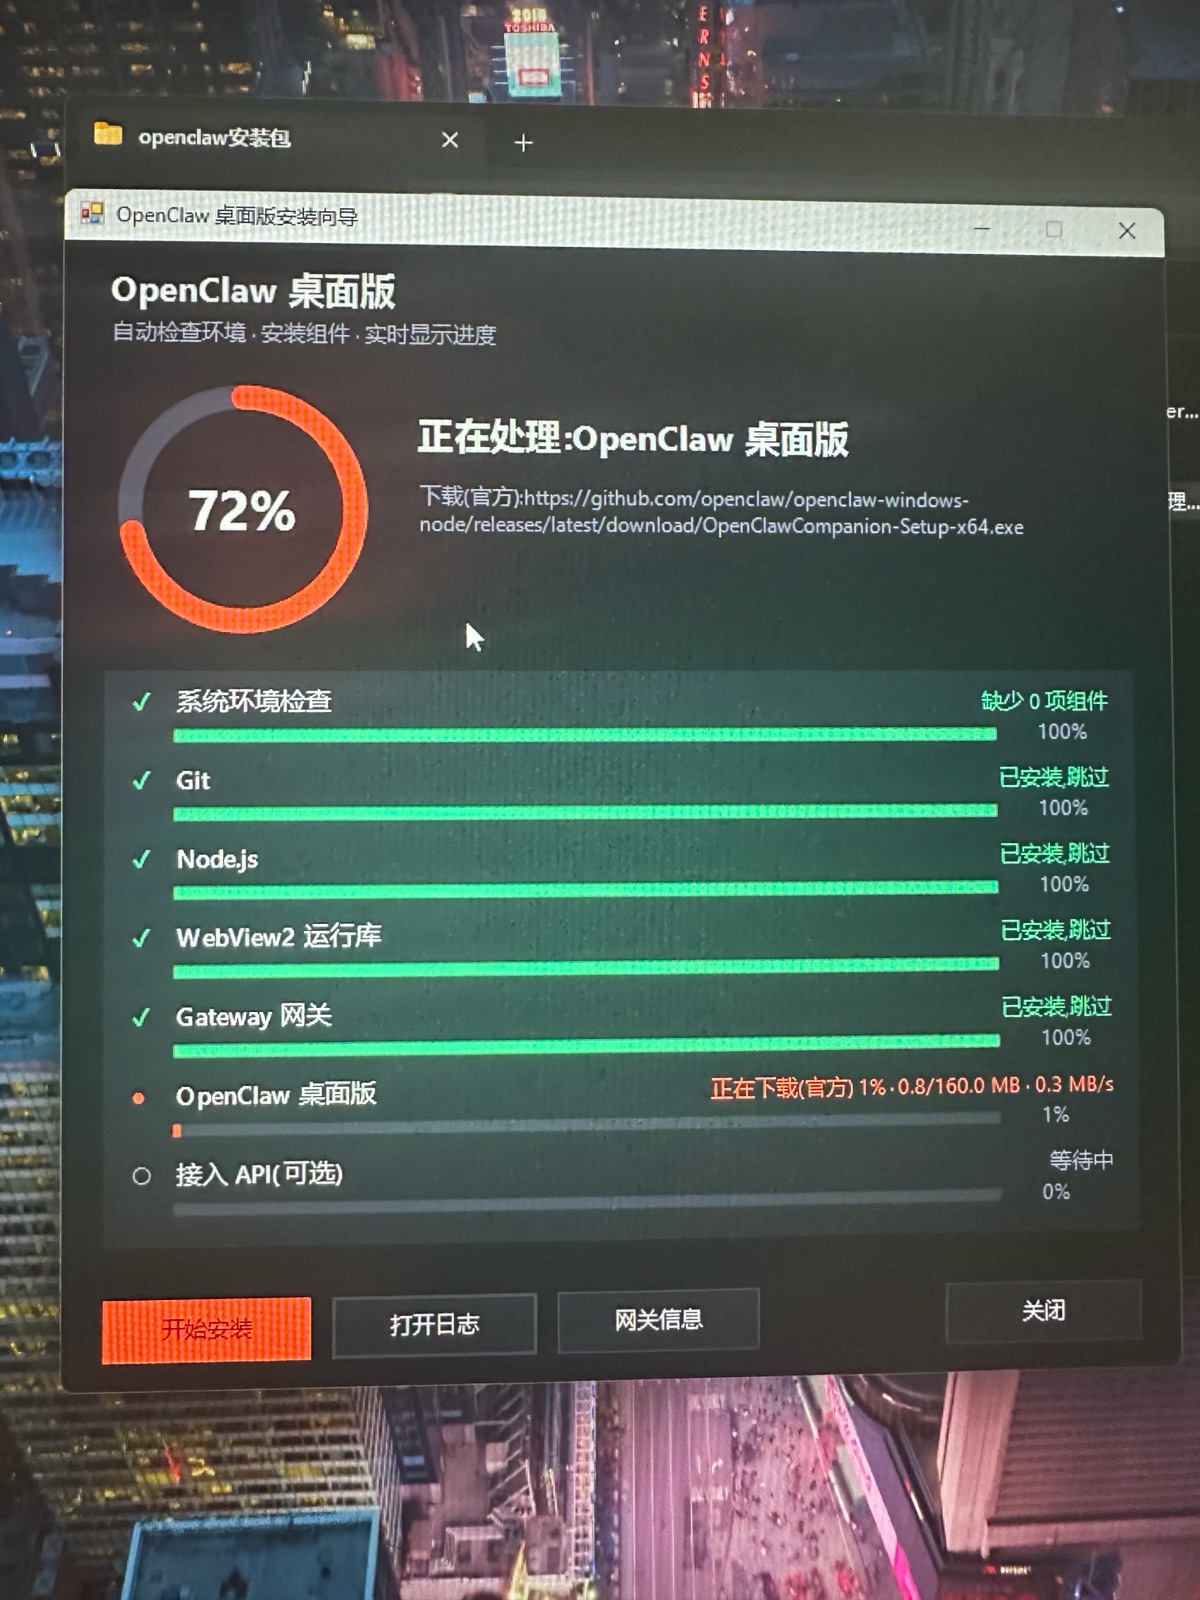 2018
TOSHIBA
E
R
N
S
openclaw安装包
OpenClaw 桌面版安装向导
OpenClaw 桌面版
自动检查环境 · 安装组件 · 实时显示进度
72%
正在处理:OpenClaw 桌面版
下载(官方):https://github.com/openclaw/openclaw-windows-
node/releases/latest/download/OpenClawCompanion-Setup-x64.exe
er...
理...
系统环境检查
缺少 0 项组件
100%
Git
已安装,跳过
100%
Node.js
已安装,跳过
100%
WebView2 运行库
已安装,跳过
100%
Gateway 网关
已安装,跳过
100%
OpenClaw 桌面版
正在下载(官方) 1% · 0.8/160.0 MB · 0.3 MB/s
1%
接入 API(可选)
等待中
0%
开始安装
打开日志
网关信息
关闭